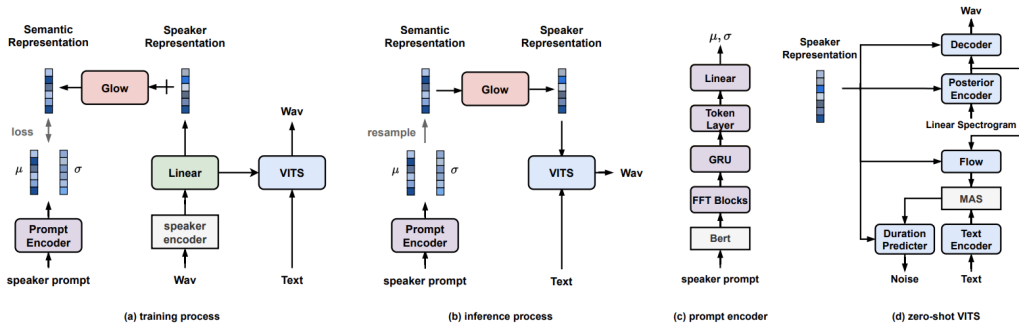 Semantic
Representation
Speaker
Representation
Glow
loss
μ
σ
Prompt
Encoder
speaker prompt
Linear
speaker
encoder
Wav
Wav
VITS
Text
(a) training process
Semantic
Representation
Speaker
Representation
Glow
resample
μ
σ
Prompt
Encoder
speaker prompt
VITS
Wav
Text
(b) inference process
μ, σ
Linear
Token
Layer
GRU
FFT Blocks
Bert
speaker prompt
(c) prompt encoder
Speaker
Representation
Wav
Decoder
Posterior
Encoder
Linear Spectrogram
Flow
MAS
Duration
Predicter
Text
Encoder
Noise
Text
(d) zero-shot VITS